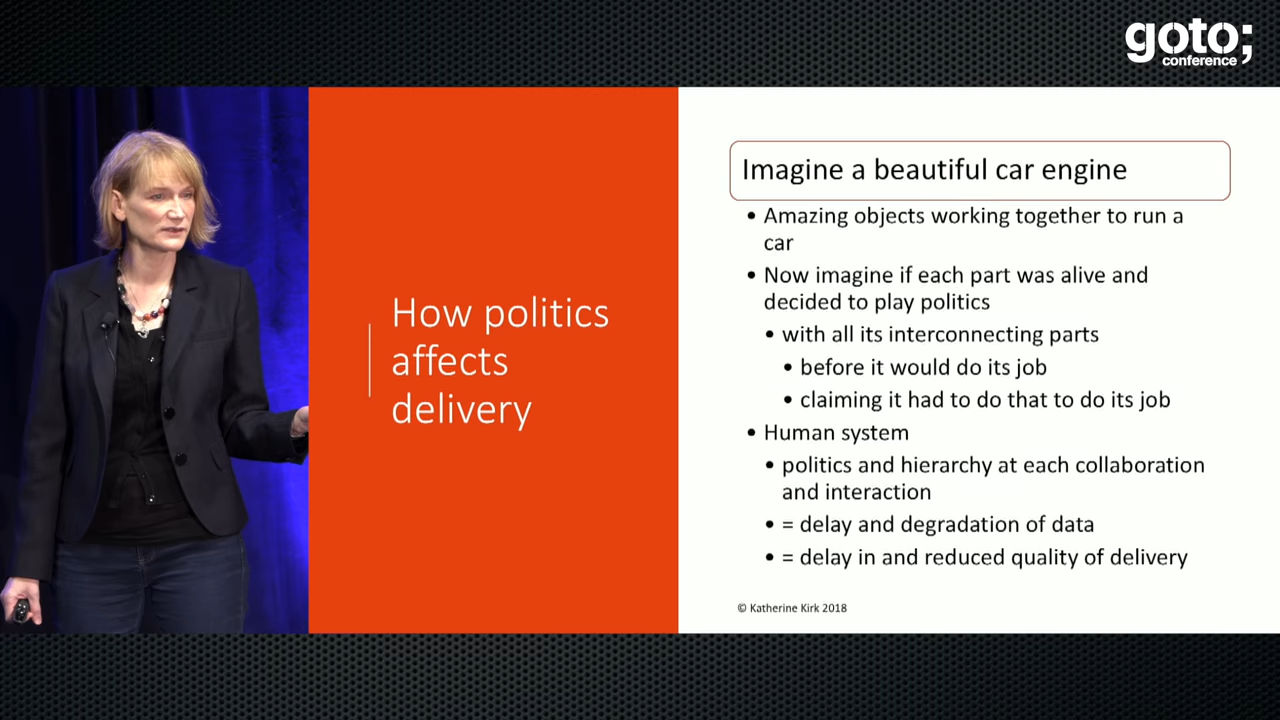 goto;
conference
How politics
affects
delivery
Imagine a beautiful car engine
• Amazing objects working together to run a
car
• Now imagine if each part was alive and
decided to play politics
• with all its interconnecting parts
• before it would do its job
• claiming it had to do that to do its job
• Human system
• politics and hierarchy at each collaboration
and interaction
• = delay and degradation of data
• = delay in and reduced quality of delivery
© Katherine Kirk 2018